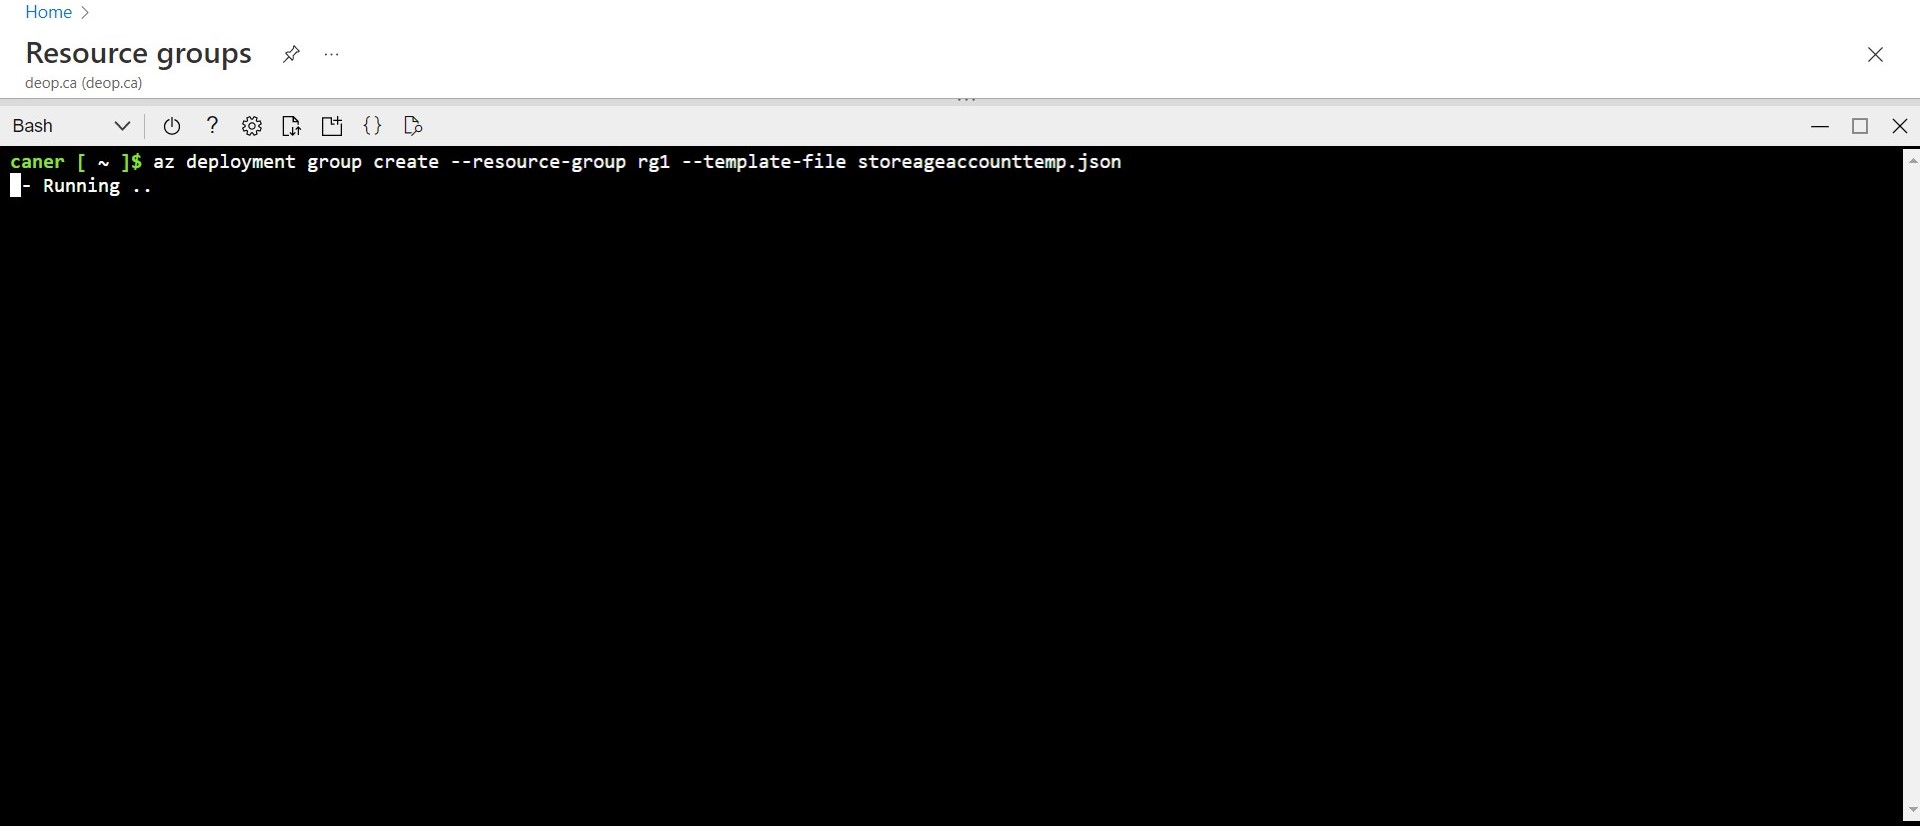 Home >
Resource groups ...
deop.ca (deop.ca)
Bash ? {}
caner [ ~ ]$ az deployment group create --resource-group rg1 --template-file storeageaccounttemp.json
- Running ..